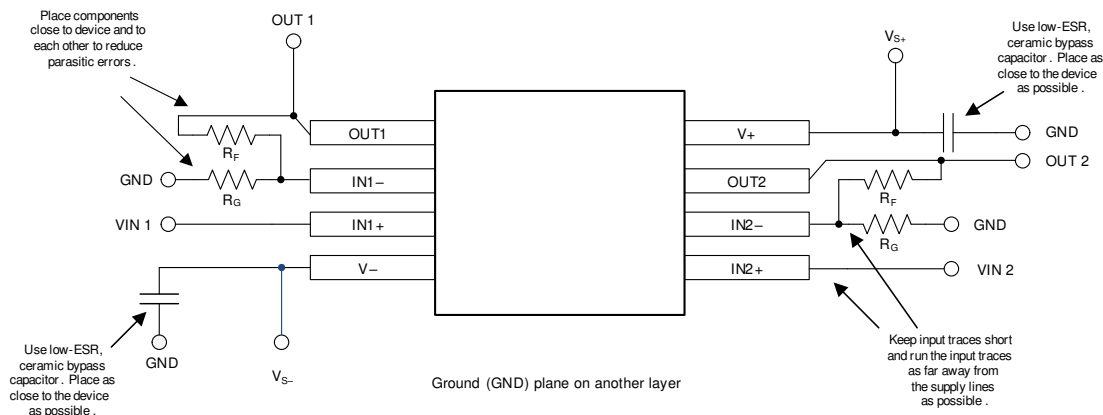 Place components
close to device and to
each other to reduce
parasitic errors .
OUT 1
VS+
Use low-ESR,
ceramic bypass
capacitor . Place as
close to the device
as possible .
OUT1
V+
GND
RF
OUT 2
GND
IN1−
OUT2
RG
RF
VIN 1
IN1+
IN2−
GND
RG
V−
IN2+
VIN 2
Use low-ESR,
ceramic bypass
capacitor . Place as
close to the device
as possible .
GND
VS−
Ground (GND) plane on another layer
Keep input traces short
and run the input traces
as far away from
the supply lines
as possible .